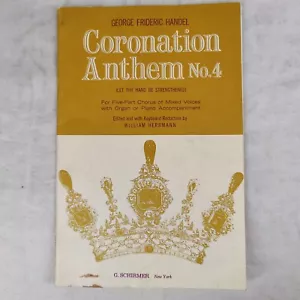 GEORGE FRIDERIC HANDEL
Coronation
Anthem No.4
(LET THY HAND BE STRENGTHENED)
For Five-Part Chorus of Mixed Voices
with Organ or Piano Accompaniment
Edited and with Keyboard Reduction by
WILLIAM HERRMANN
G. SCHIRMER, New York